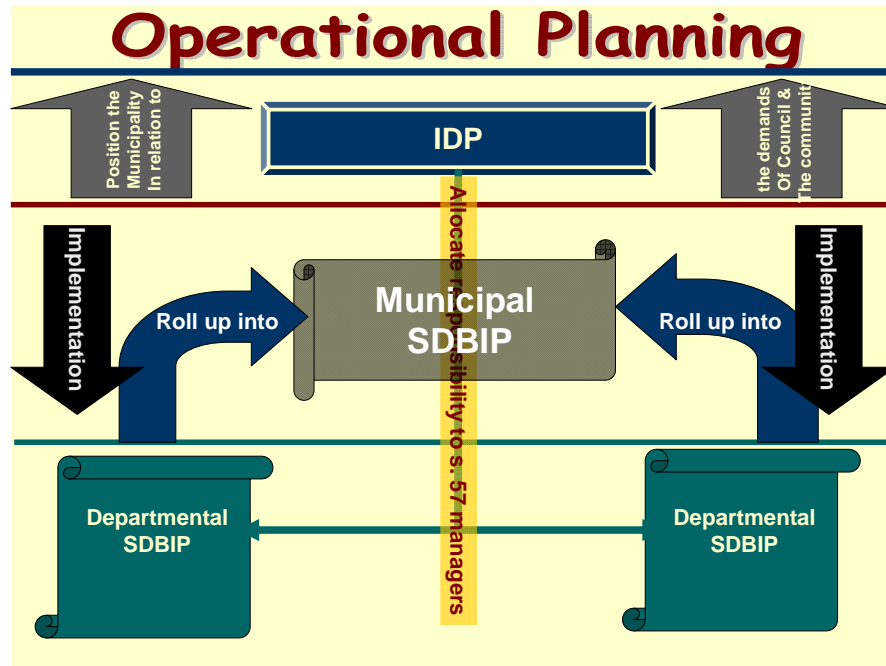 Operational Planning
Position the
Municipality
In relation to
IDP
the demands
Of Council &
The communit
Implementation
Roll up into
Municipal
SDBIP
Allocate responsibility to s. 57 managers
Roll up into
Implementation
Departmental
SDBIP
Departmental
SDBIP